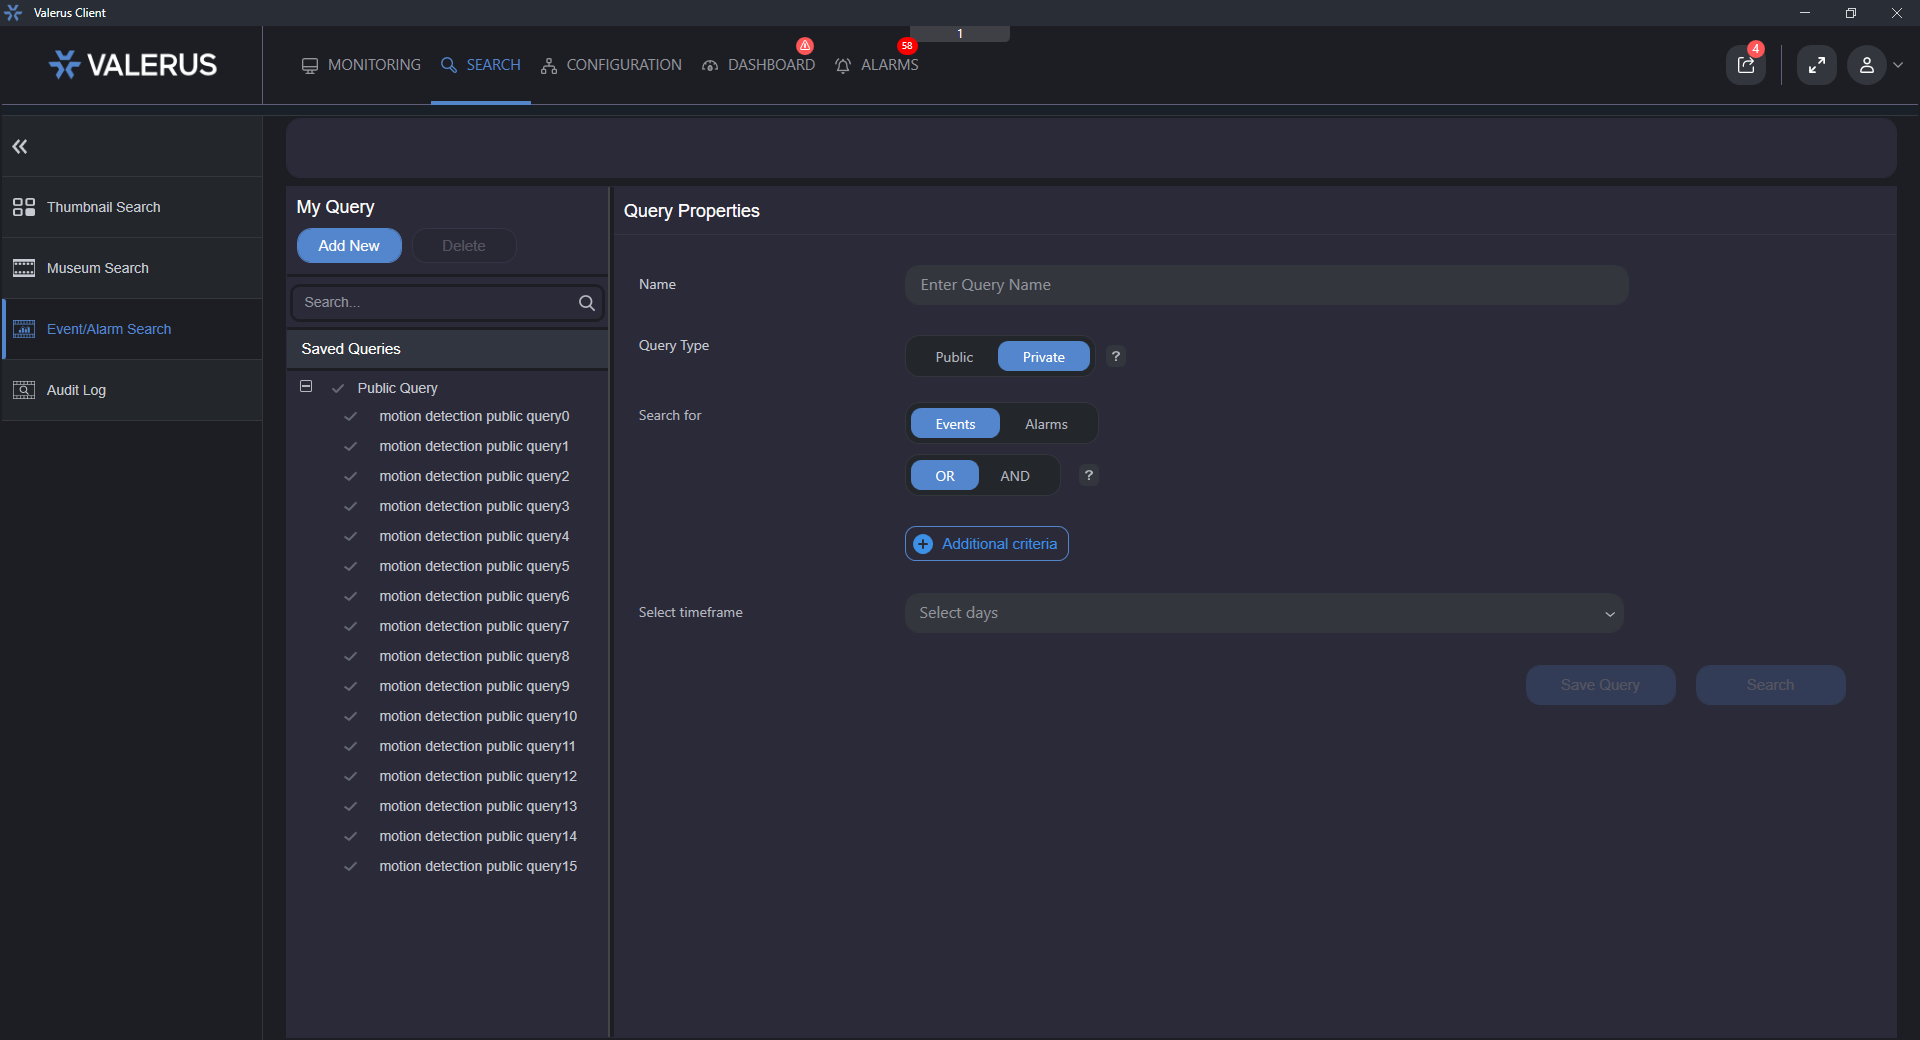 Valerus Client
1
VALERUS
MONITORING
SEARCH
CONFIGURATION
DASHBOARD
58
ALARMS
4
Thumbnail Search
Museum Search
Event/Alarm Search
Audit Log
My Query
Add New
Delete
Search...
Saved Queries
Public Query
motion detection public query0
motion detection public query1
motion detection public query2
motion detection public query3
motion detection public query4
motion detection public query5
motion detection public query6
motion detection public query7
motion detection public query8
motion detection public query9
motion detection public query10
motion detection public query11
motion detection public query12
motion detection public query13
motion detection public query14
motion detection public query15
Query Properties
Name
Enter Query Name
Query Type
Public
Private
?
Search for
Events
Alarms
OR
AND
?
Additional criteria
Select timeframe
Select days
Save Query
Search